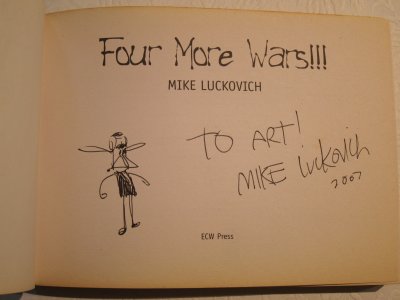 Four More Wars!!!
MIKE LUCKOVICH
TO ART!
MIKE Luckovich
2007
ECW Press